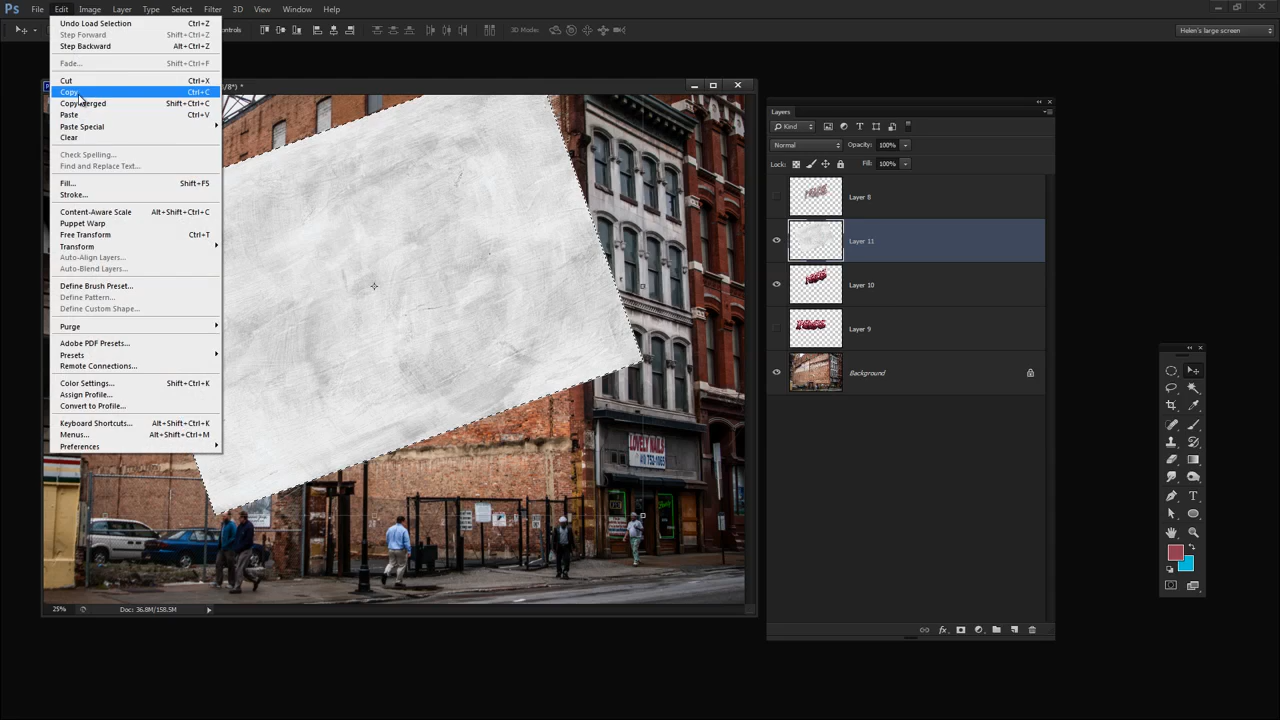 Ps File Edit Image Layer Type Select Filter 3D View Window Help
3D Mode: Helen's large screen
Undo Load Selection Ctrl+Z
Step Forward Shift+Ctrl+Z
Step Backward Alt+Ctrl+Z
Fade... Shift+Ctrl+F
Cut Ctrl+X
Copy Ctrl+C
Copy Merged Shift+Ctrl+C
Paste Ctrl+V
Paste Special
Clear
Check Spelling...
Find and Replace Text...
Fill... Shift+F5
Stroke...
Content-Aware Scale Alt+Shift+Ctrl+C
Puppet Warp
Free Transform Ctrl+T
Transform
Auto-Align Layers...
Auto-Blend Layers...
Define Brush Preset...
Define Pattern...
Define Custom Shape...
Purge
Adobe PDF Presets...
Presets
Remote Connections...
Color Settings... Shift+Ctrl+K
Assign Profile...
Convert to Profile...
Keyboard Shortcuts... Alt+Shift+Ctrl+K
Menus... Alt+Shift+Ctrl+M
Preferences
/8*) *
LOVELY NAILS
25% Doc: 36.8M/158.5M
Layers
Kind
Normal Opacity: 100%
Lock: Fill: 100%
Layer 8
Layer 11
Layer 10
Layer 9
Background